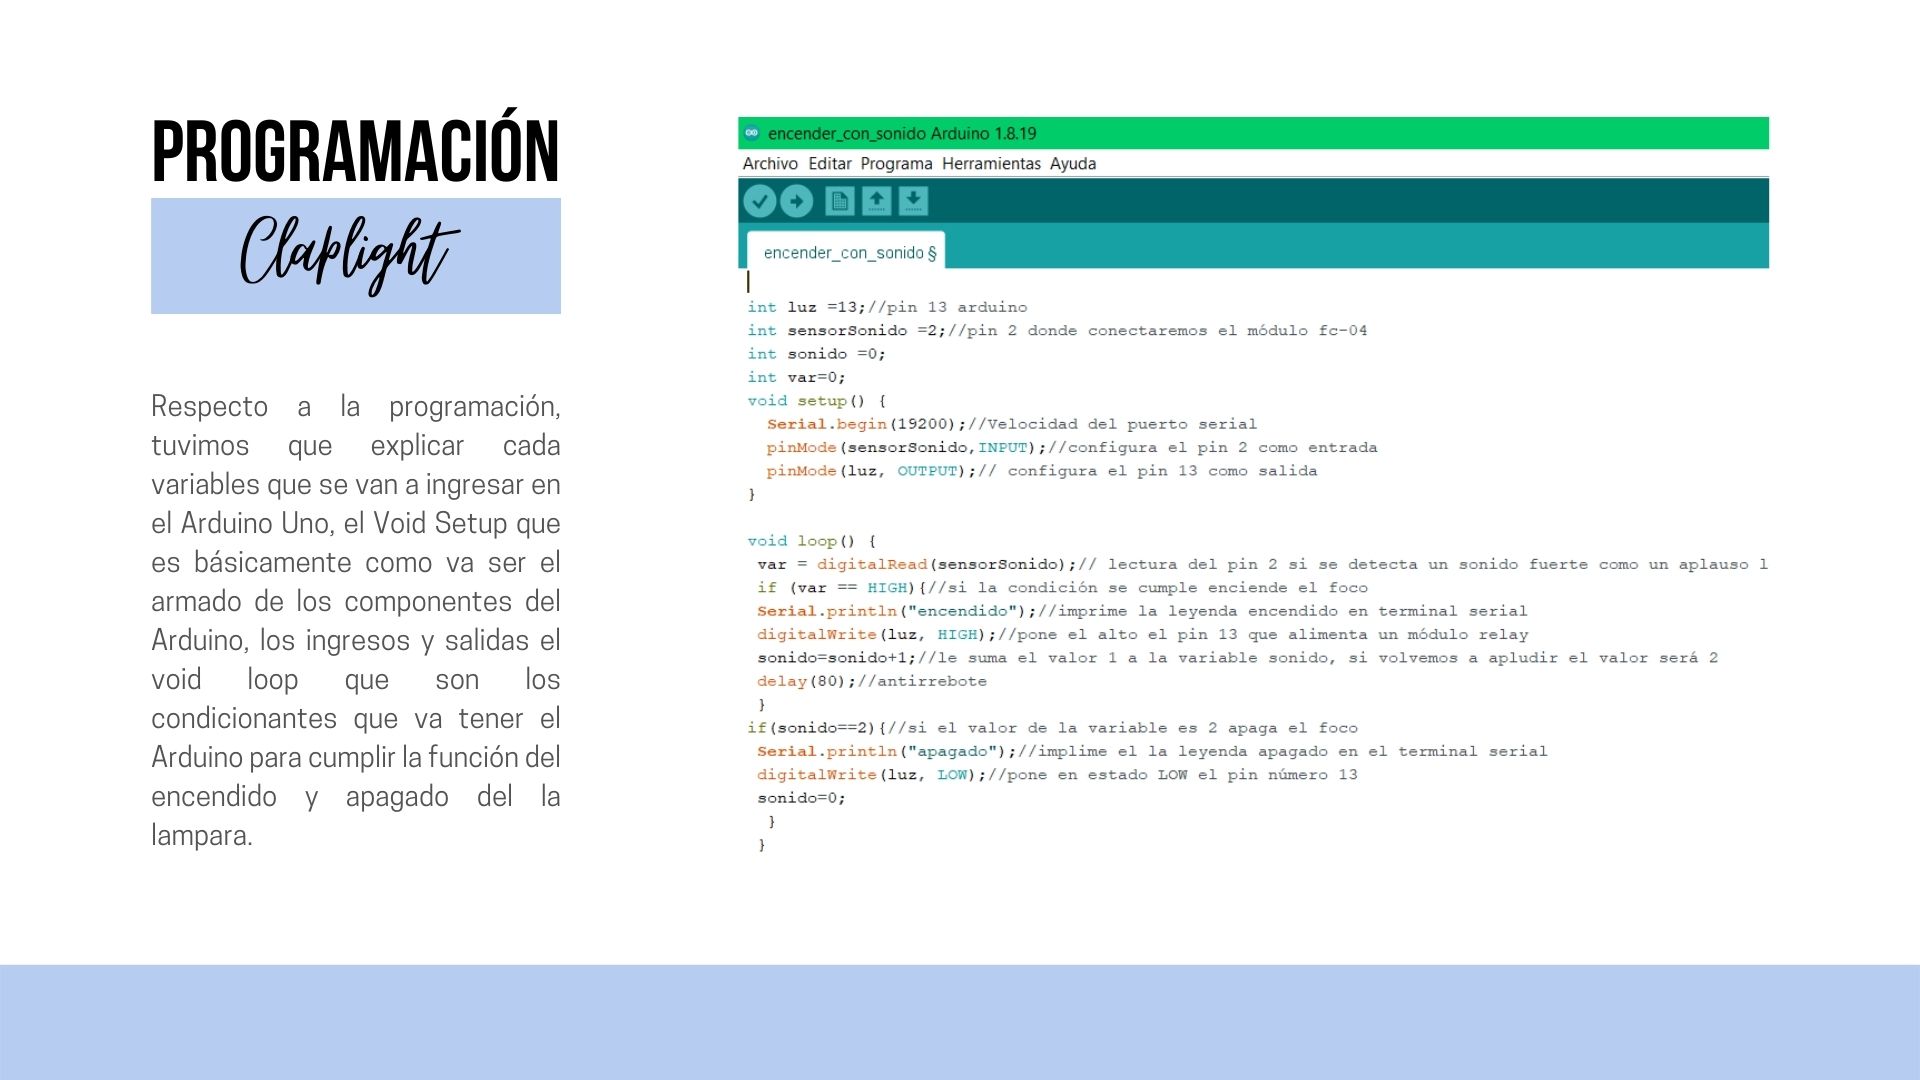 PROGRAMACIÓN
Claplight
Respecto a la programación,
tuvimos que explicar cada
variables que se van a ingresar en
el Arduino Uno, el Void Setup que
es básicamente como va ser el
armado de los componentes del
Arduino, los ingresos y salidas el
void loop que son los
condicionantes que va tener el
Arduino para cumplir la función del
encendido y apagado del la
lampara.
encender_con_sonido Arduino 1.8.19
Archivo Editar Programa Herramientas Ayuda
encender_con_sonido §
int luz =13;//pin 13 arduino
int sensorSonido =2;//pin 2 donde conectaremos el módulo fc-04
int sonido =0;
int var=0;
void setup() {
Serial.begin(19200);//Velocidad del puerto serial
pinMode(sensorSonido,INPUT);//configura el pin 2 como entrada
pinMode(luz, OUTPUT);// configura el pin 13 como salida
}
void loop() {
var = digitalRead(sensorSonido);// lectura del pin 2 si se detecta un sonido fuerte como un aplauso l
if (var == HIGH){//si la condición se cumple enciende el foco
Serial.println("encendido");//imprime la leyenda encendido en terminal serial
digitalWrite(luz, HIGH);//pone el alto el pin 13 que alimenta un módulo relay
sonido=sonido+1;//le suma el valor 1 a la variable sonido, si volvemos a apludir el valor será 2
delay(80);//antirrebote
}
if(sonido==2){//si el valor de la variable es 2 apaga el foco
Serial.println("apagado");//implime el la leyenda apagado en el terminal serial
digitalWrite(luz, LOW);//pone en estado LOW el pin número 13
sonido=0;
}
}